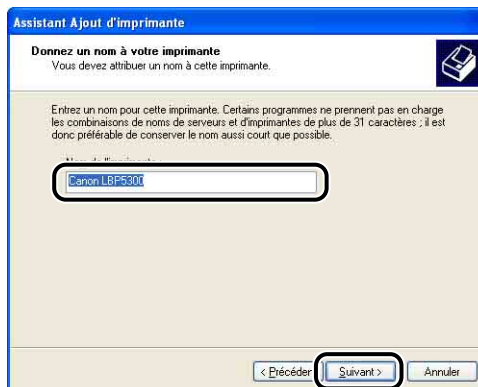 Assistant Ajout d'imprimante
Donnez un nom à votre imprimante
Vous devez attribuer un nom à cette imprimante.
Entrez un nom pour cette imprimante. Certains programmes ne prennent pas en charge
les combinaisons de noms de serveurs et d'imprimantes de plus de 31 caractères ; il est
donc préférable de conserver le nom aussi court que possible.
Canon LBP5300
< Précéder Suivant > Annuler